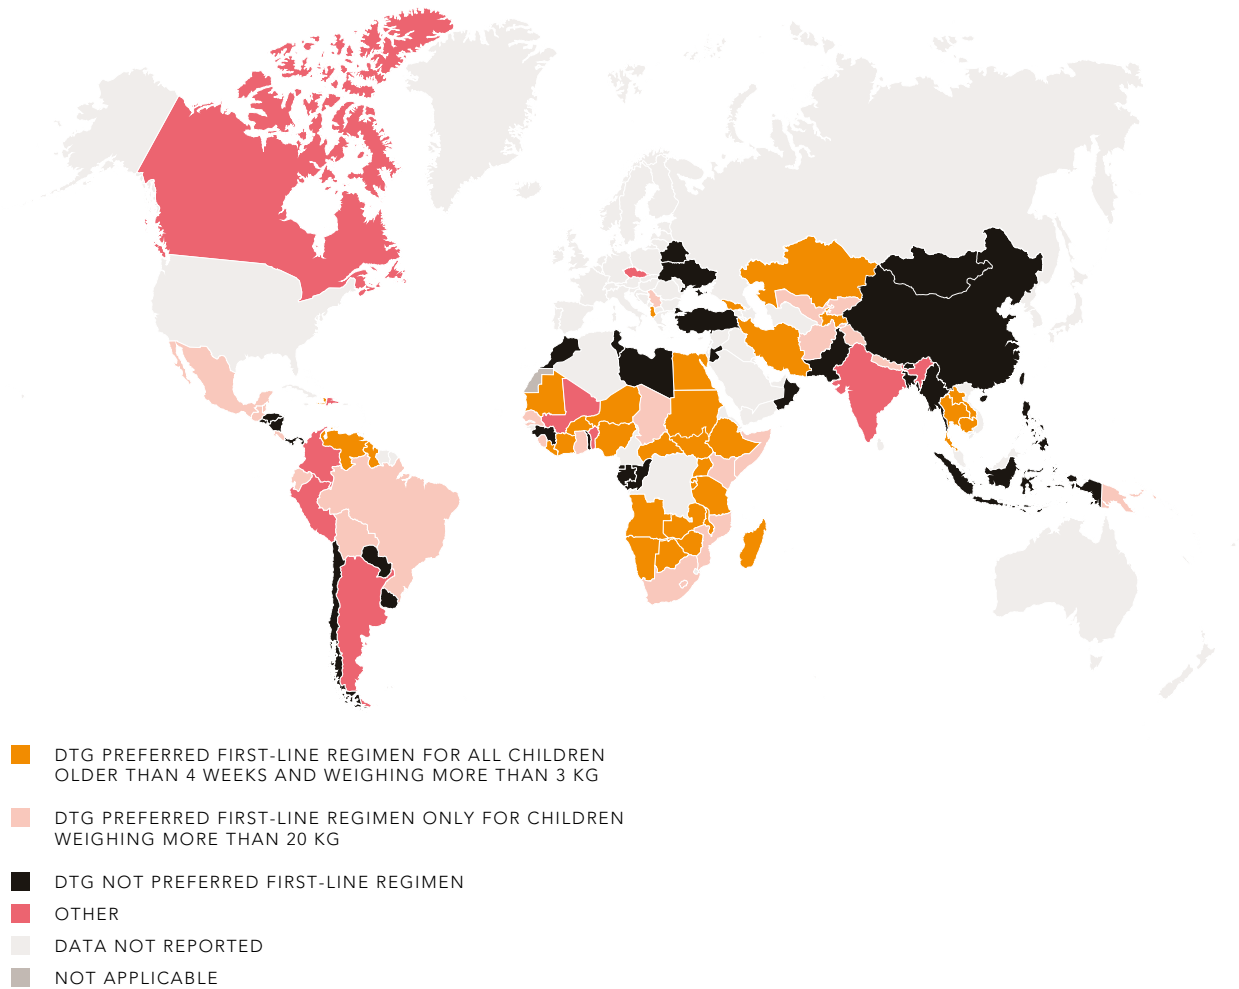 DTG PREFERRED FIRST-LINE REGIMEN FOR ALL CHILDREN
OLDER THAN 4 WEEKS AND WEIGHING MORE THAN 3 KG
DTG PREFERRED FIRST-LINE REGIMEN ONLY FOR CHILDREN
WEIGHING MORE THAN 20 KG
DTG NOT PREFERRED FIRST-LINE REGIMEN
OTHER
DATA NOT REPORTED
NOT APPLICABLE